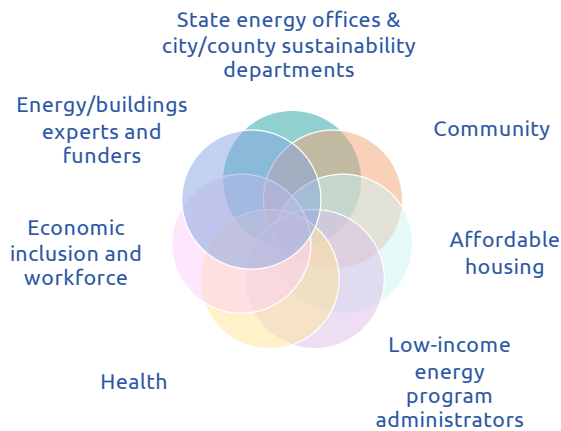 State energy offices &
city/county sustainability
departments
Energy/buildings
experts and
funders
Community
Economic
inclusion and
workforce
Affordable
housing
Low-income
energy
program
administrators
Health